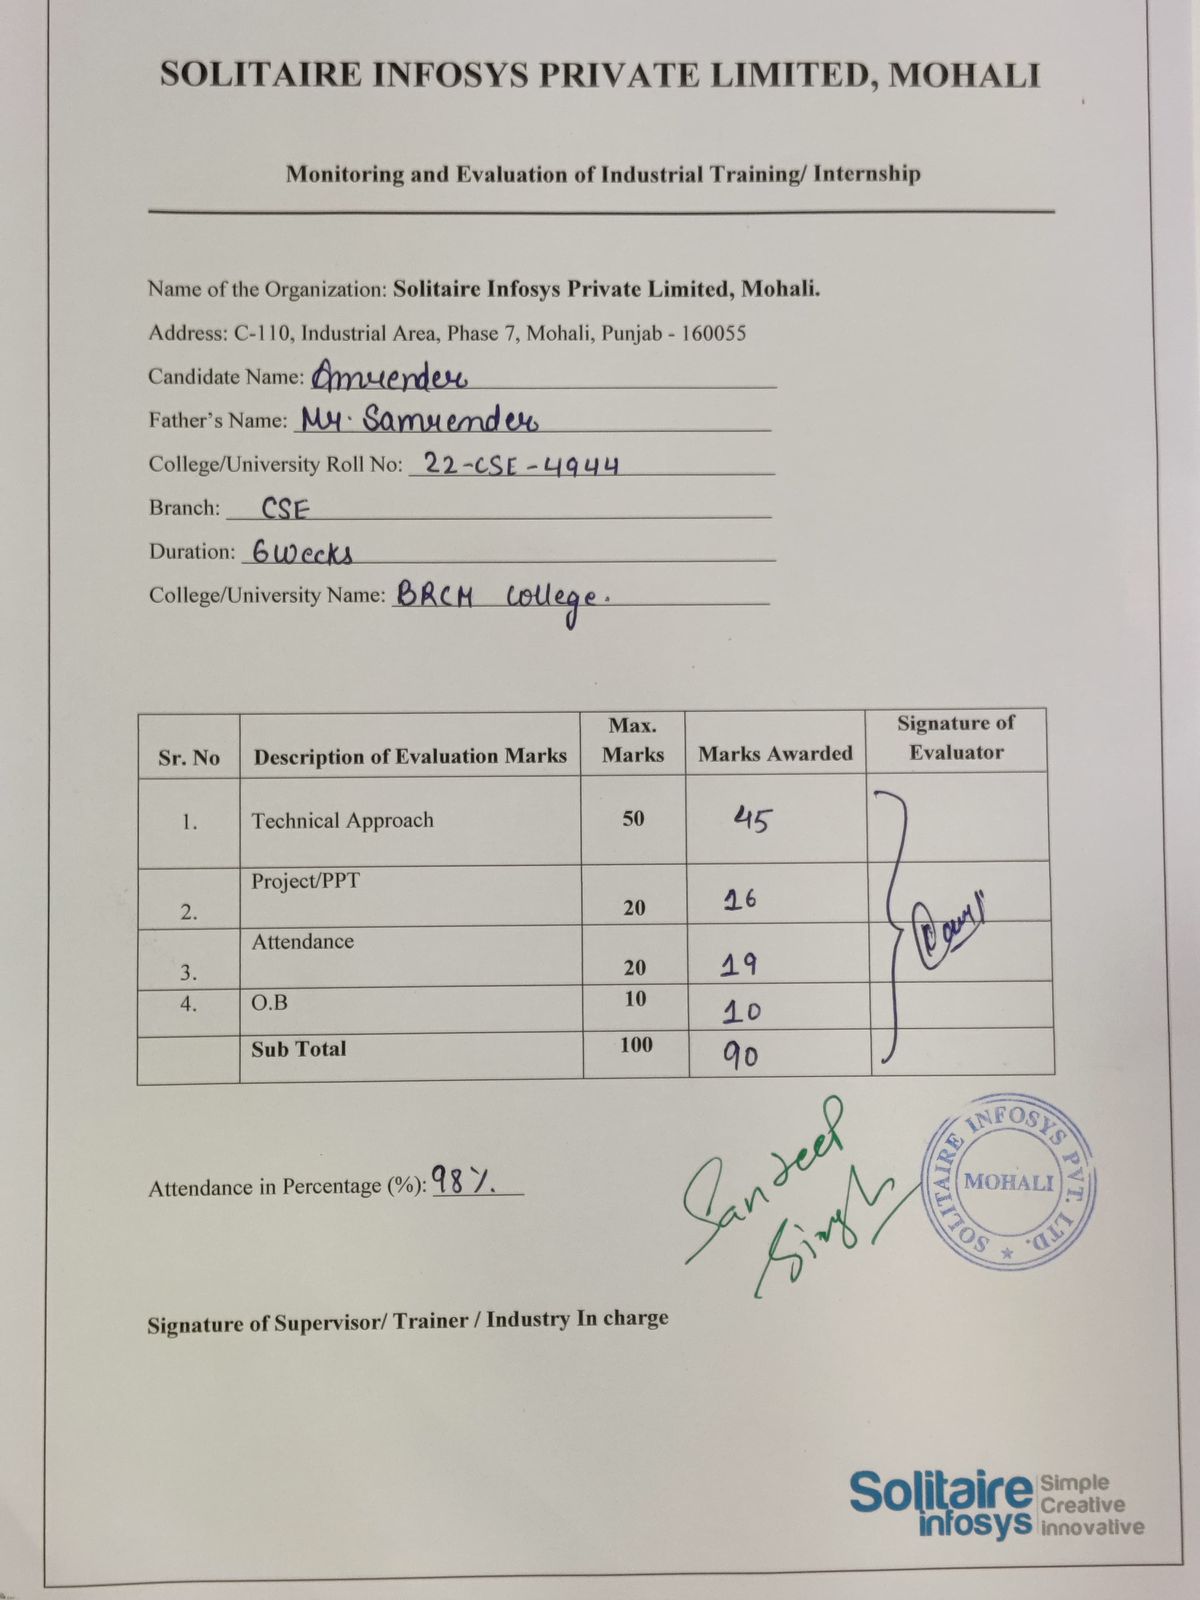 SOLITAIRE INFOSYS PRIVATE LIMITED, MOHALI
Monitoring and Evaluation of Industrial Training/ Internship
Name of the Organization: Solitaire Infosys Private Limited, Mohali.
Address: C-110, Industrial Area, Phase 7, Mohali, Punjab - 160055
Candidate Name: Amrender
Father's Name: Mr. Samrender
College/University Roll No: 22-CSE-4944
Branch: CSE
Duration: 6 Weeks
College/University Name: BRCM College.
Sr. No Description of Evaluation Marks Max. Marks Marks Awarded Signature of Evaluator
1. Technical Approach 50 45
2. Project/PPT 20 16
3. Attendance 20 19
4. O.B 10 10
Sub Total 100 90
Attendance in Percentage (%): 98%.
Sandeep
Singh
SOLITAIRE INFOSYS PVT. LTD.
MOHALI
Signature of Supervisor/ Trainer / Industry In charge
Solitaire infosys
Simple
Creative
innovative